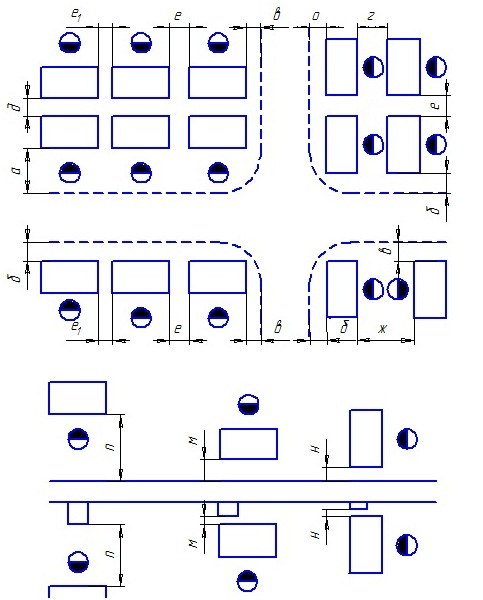 е₁ е в о г
д
е
а
б
в
б
е₁ е в б ж
л м н
л м н